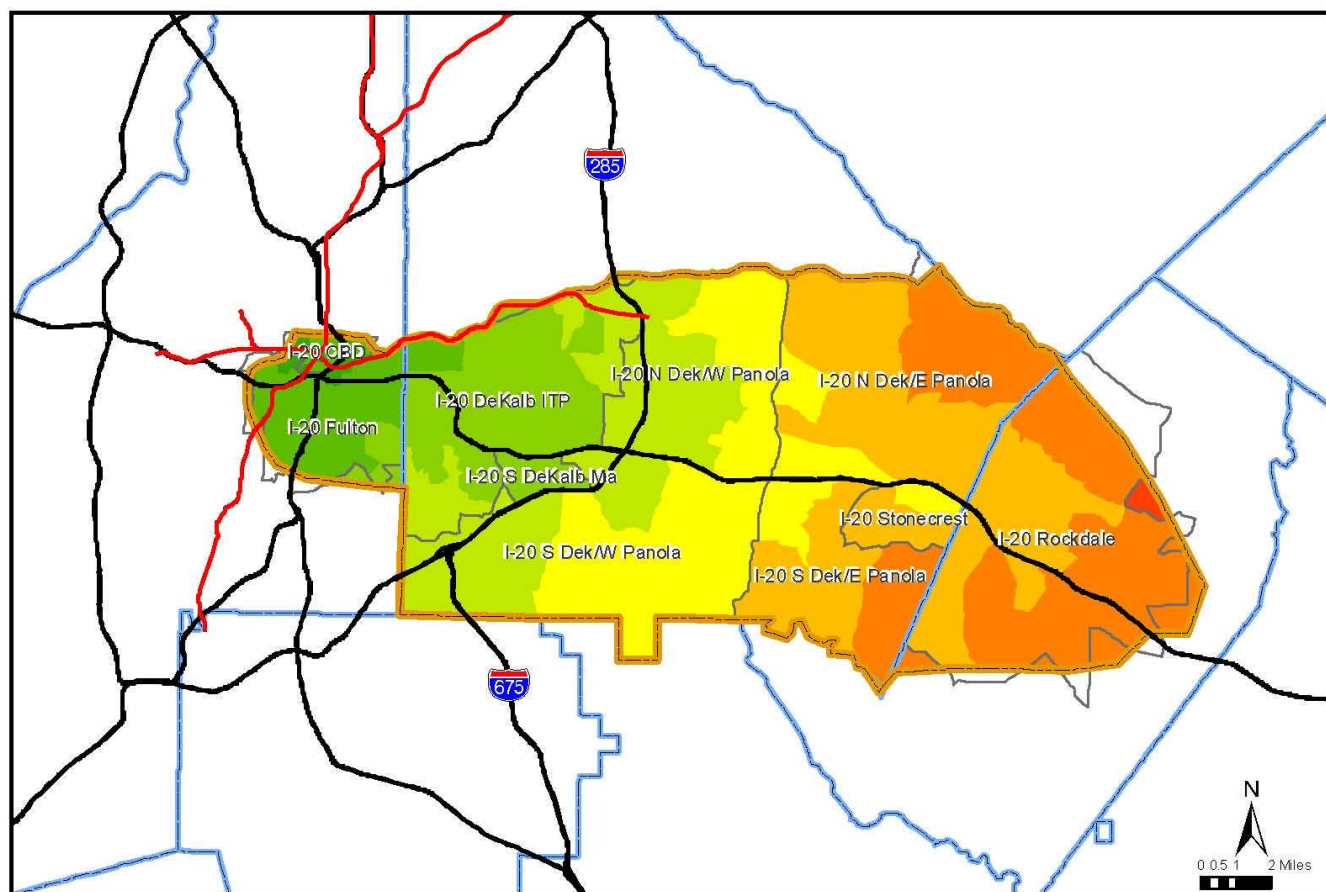 285
I-20 CBD
I-20 N Dek/W Panola
I-20 N Dek/E Panola
I-20 DeKalb ITP
I-20 Fulton
I-20 S DeKalb Ma
I-20 Stonecrest
I-20 Rockdale
I-20 S Dek/W Panola
I-20 S Dek/E Panola
675
N
0 0.5 1 2 Miles